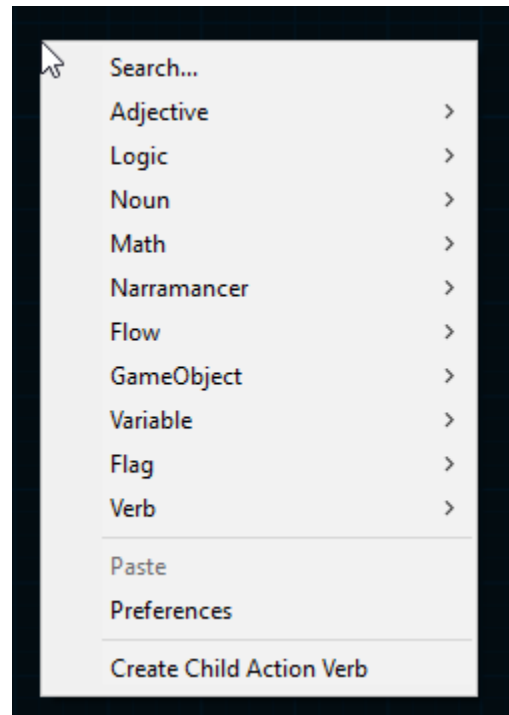 Search...
Adjective
Logic
Noun
Math
Narramancer
Flow
GameObject
Variable
Flag
Verb
Paste
Preferences
Create Child Action Verb